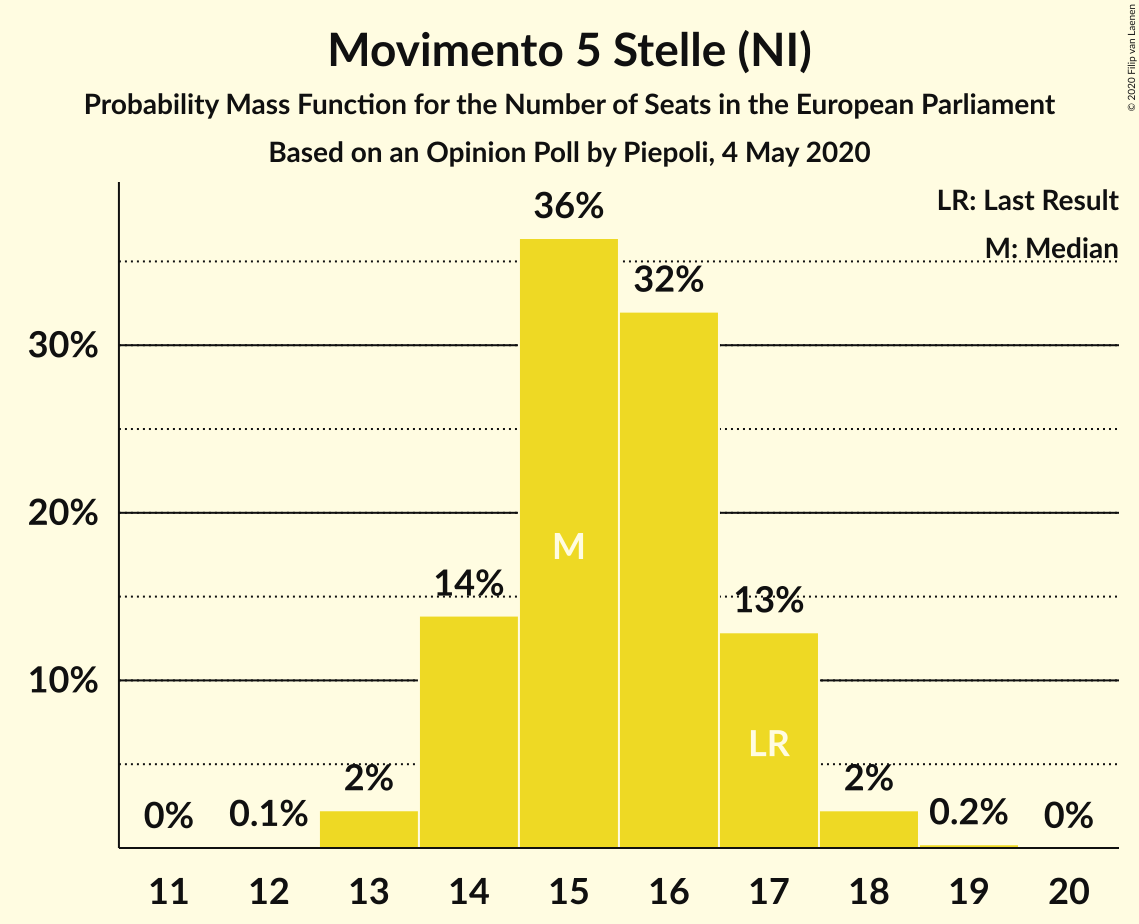 Movimento 5 Stelle (NI)
Probability Mass Function for the Number of Seats in the European Parliament
Based on an Opinion Poll by Piepoli, 4 May 2020
© 2020 Filip van Laenen
LR: Last Result
M: Median
36%
32%
30%
20%
M
14%
13%
10%
LR
2%
2%
0%
0.1%
0.2%
0%
11 12 13 14 15 16 17 18 19 20